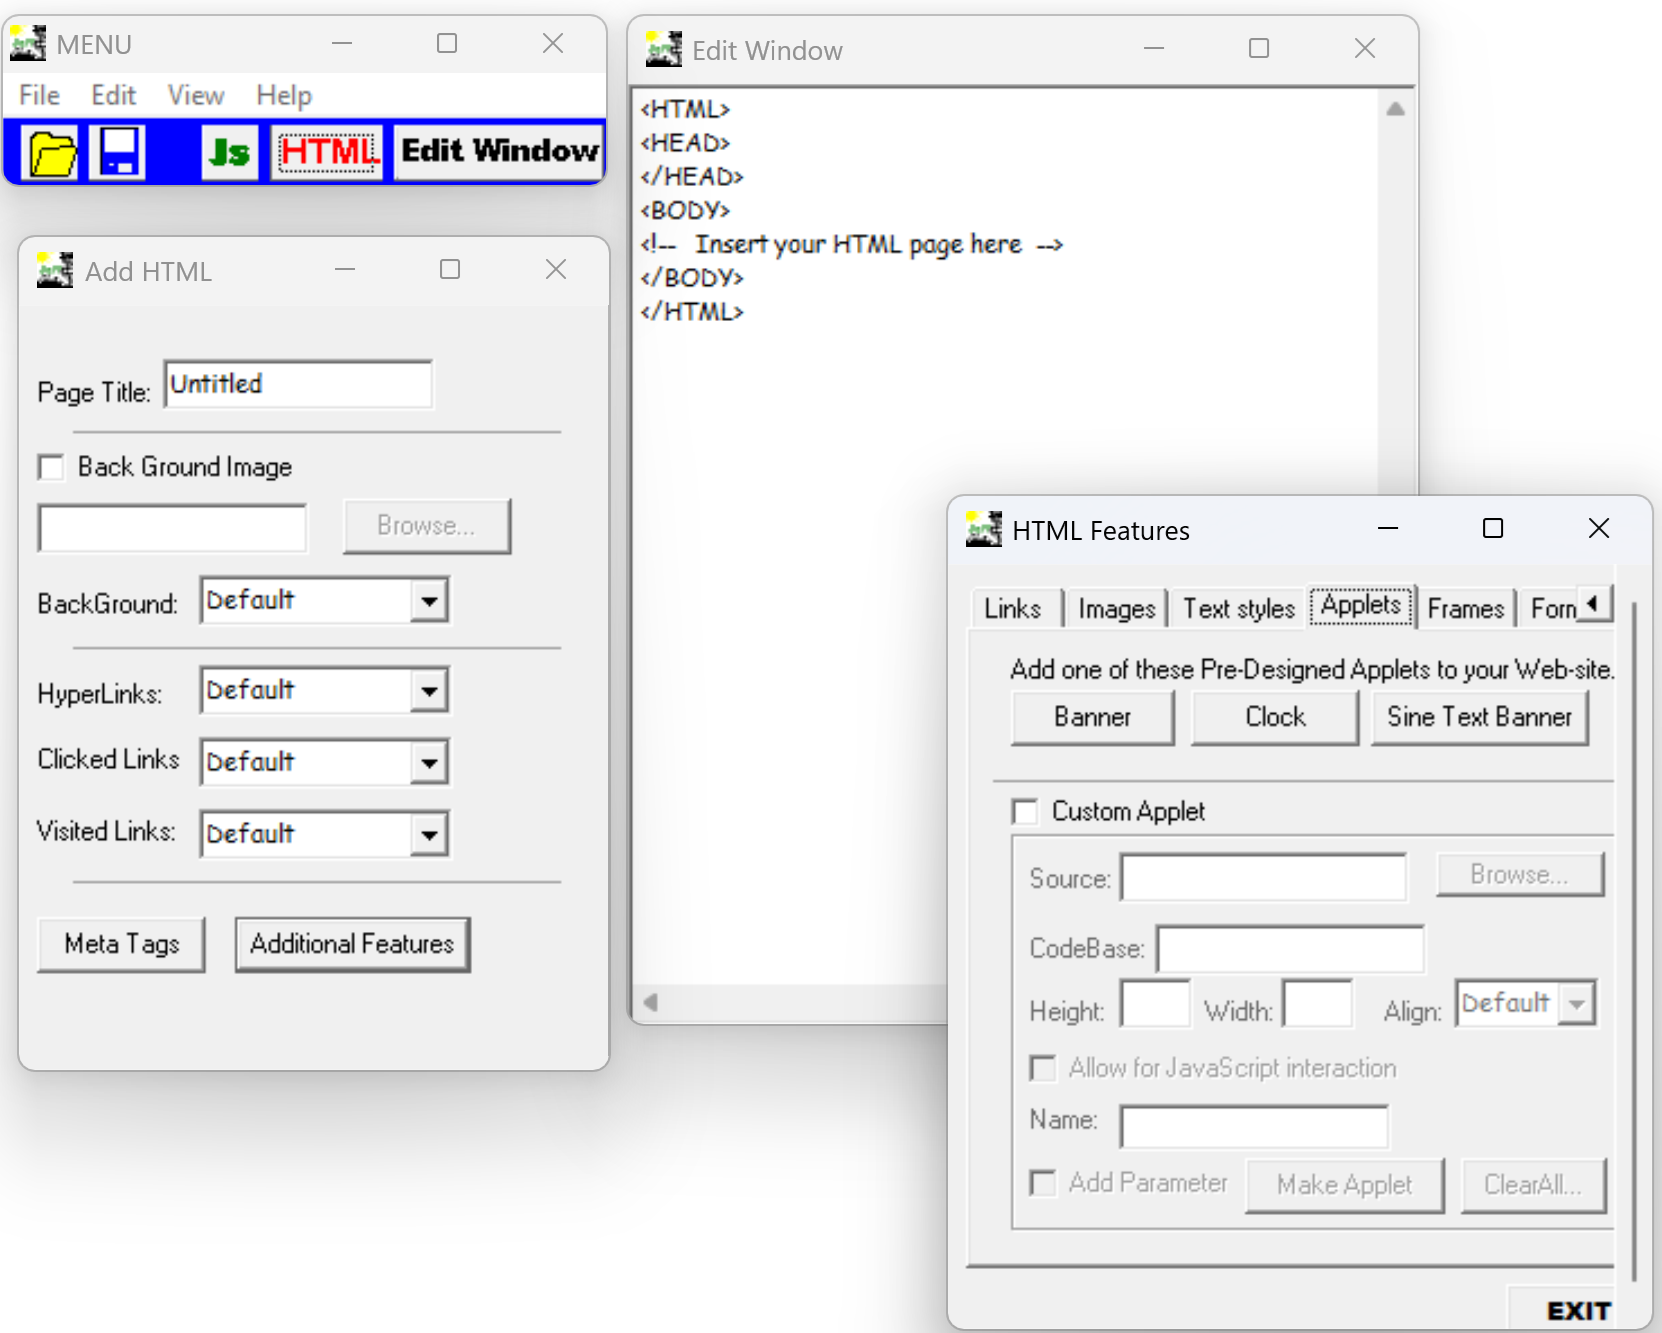 MENU
File Edit View Help
Js HTML Edit Window
Add HTML
Page Title: Untitled
Back Ground Image
Browse...
BackGround: Default
HyperLinks: Default
Clicked Links Default
Visited Links: Default
Meta Tags Additional Features
Edit Window
<HTML>
<HEAD>
</HEAD>
<BODY>
<!-- Insert your HTML page here -->
</BODY>
</HTML>
HTML Features
Links Images Text styles Applets Frames
Add one of these Pre-Designed Applets to your Web-site.
Banner Clock Sine Text Banner
Custom Applet
Source: Browse...
CodeBase:
Height: Width: Align: Default
Allow for JavaScript interaction
Name:
Add Parameter Make Applet ClearAll...
EXIT